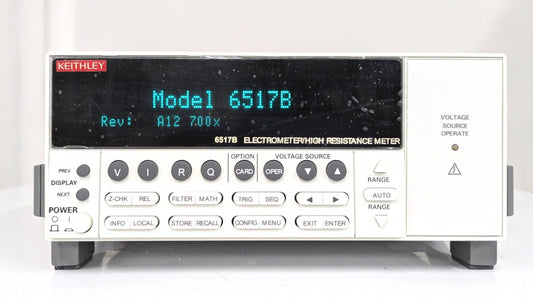 KEITHLEY
Model 6517B
Rev: A12 7.00x
6517B ELECTROMETER/HIGH RESISTANCE METER
VOLTAGE
SOURCE
OPERATE
PREV
DISPLAY
NEXT
POWER
OPTION VOLTAGE SOURCE
V I R Q CARD OPER
Z-CHK REL FILTER MATH TRIG SEQ
INFO LOCAL STORE RECALL CONFIG MENU EXIT ENTER
RANGE
AUTO
RANGE